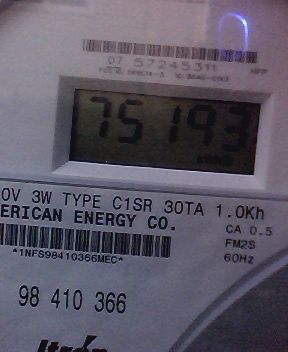 07 57245311
75193
0V 3W TYPE C1SR 30TA 1.0Kh
ERICAN ENERGY CO.
CA 0.5
FM2S
*1NFS98410366MEC*
60Hz
98 410 366
Itron